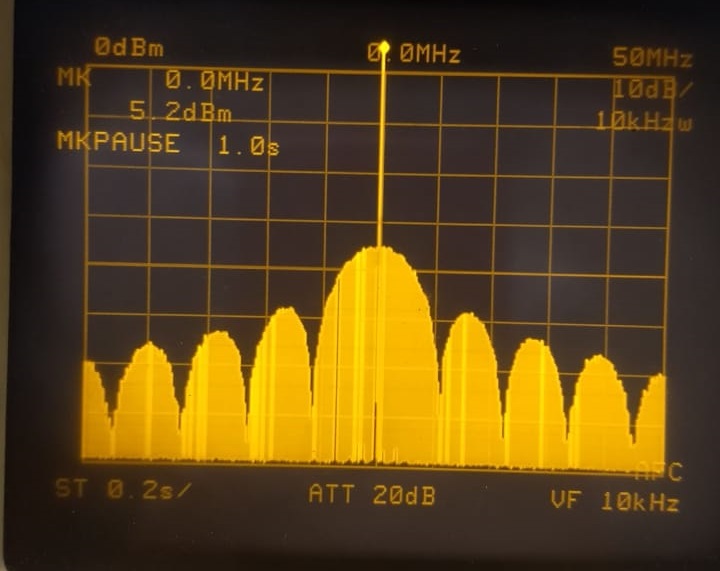 0dBm 0.0MHz 50MHz
MK 0.0MHz 10dB/
5.2dBm 10kHzw
MKPAUSE 1.0s
AFC
ST 0.2s/ ATT 20dB VF 10kHz